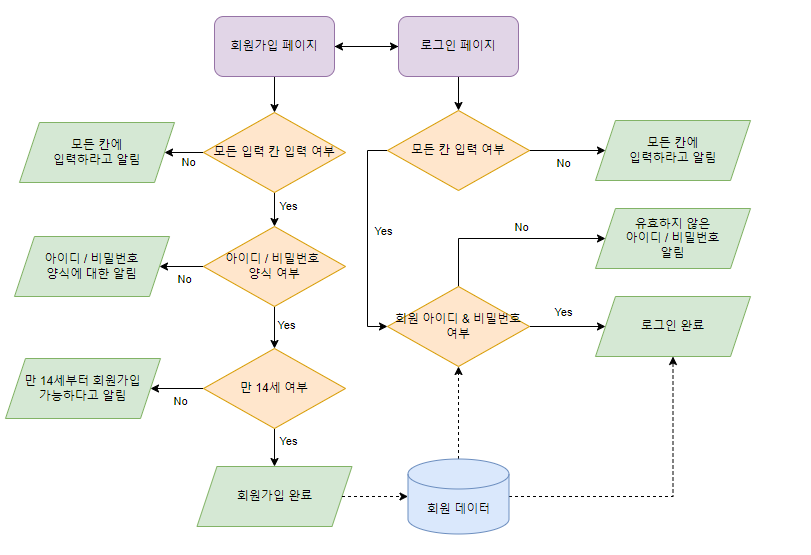 회원가입 페이지
로그인 페이지
모든 칸에
입력하라고 알림
No
모든 입력 칸 입력 여부
모든 칸 입력 여부
No
모든 칸에
입력하라고 알림
Yes
Yes
No
유효하지 않은
아이디 / 비밀번호
알림
아이디 / 비밀번호
양식에 대한 알림
No
아이디 / 비밀번호
양식 여부
Yes
회원 아이디 & 비밀번호
여부
Yes
로그인 완료
만 14세부터 회원가입
가능하다고 알림
No
만 14세 여부
Yes
회원가입 완료
회원 데이터